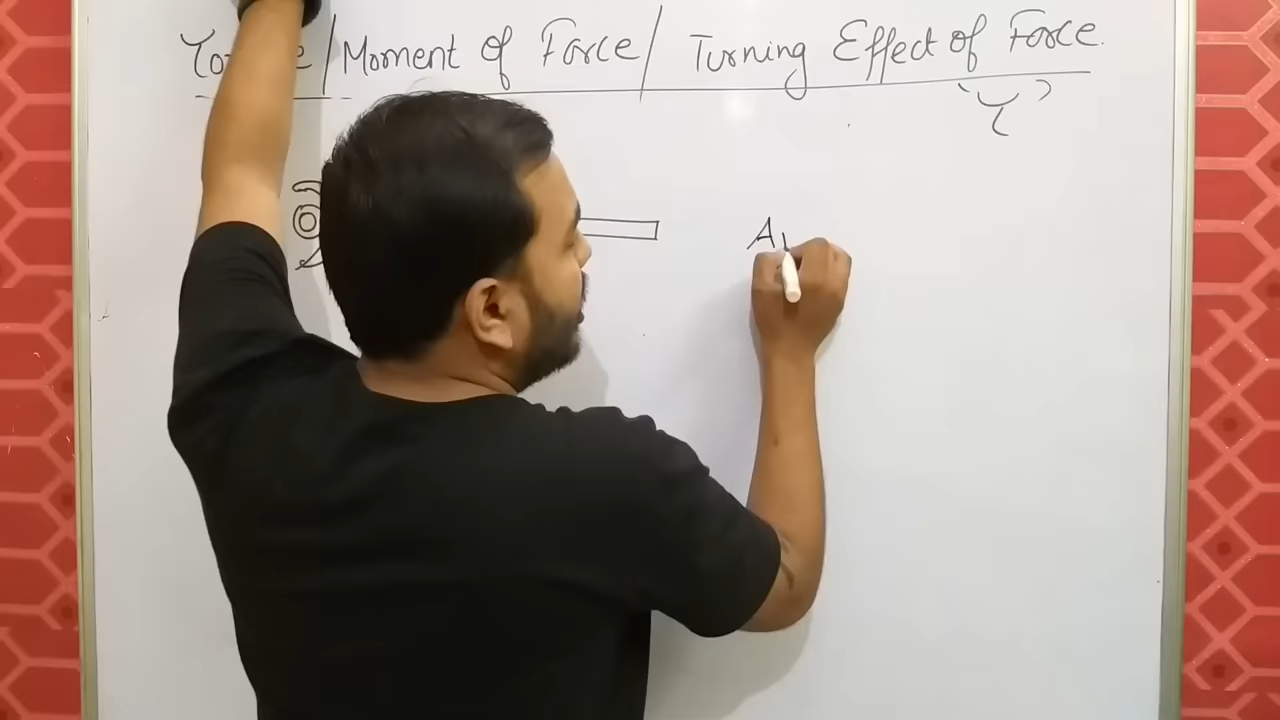 / Moment of Force / Turning Effect of Force.
'τ'
A